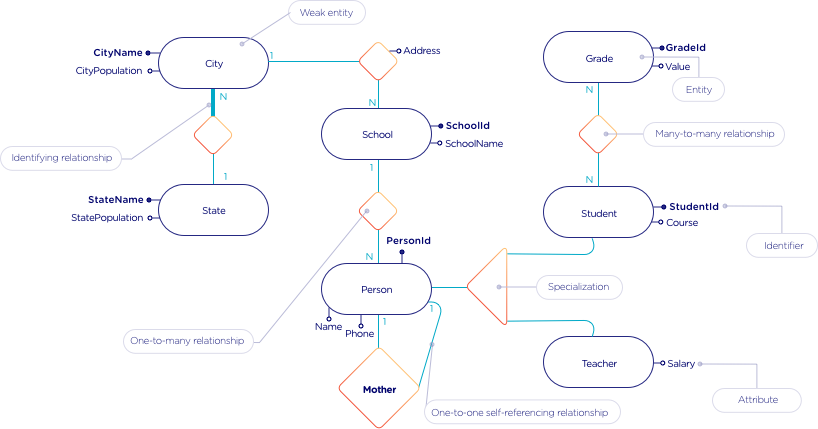 Weak entity
CityName
CityPopulation
City
1
Address
Grade
GradeId
Value
Entity
N
N
N
School
SchoolId
SchoolName
Many-to-many relationship
Identifying relationship
1
1
N
StateName
StatePopulation
State
Student
StudentId
Course
Identifier
PersonId
N
Person
Specialization
1
1
Name
Phone
One-to-many relationship
Teacher
Salary
Mother
Attribute
One-to-one self-referencing relationship